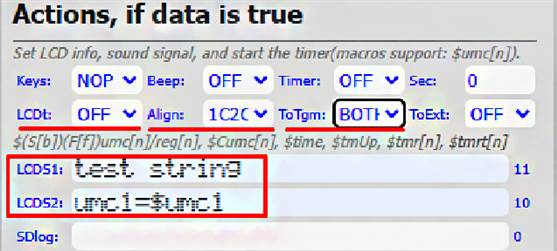 Actions, if data is true
Set LCD info, sound signal, and start the timer(macros support: $umc[n]).
Keys: NOP Beep: OFF Timer: OFF Sec: 0
LCDt: OFF Align: 1C2C ToTgm: BOTH ToExt: OFF
$(S[b])(F[f])umc[n]/reg[n], $Cumc[n], $time, $tmUp, $tmr[n], $tmrt[n]
LCDS1: test string 11
LCDS2: umc1=$umc1 10
SDlog: 0